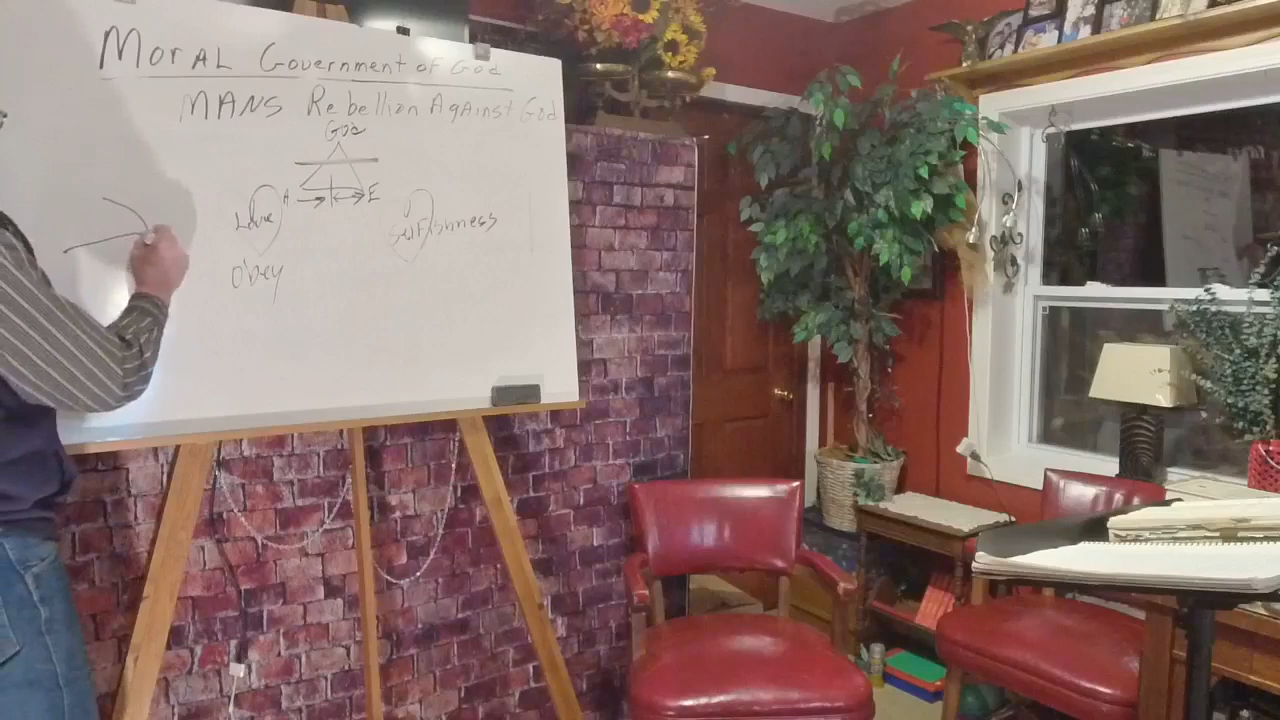 Moral Government of God
MANS Rebellion Against God
God
A E
Love Selfishness
Obey